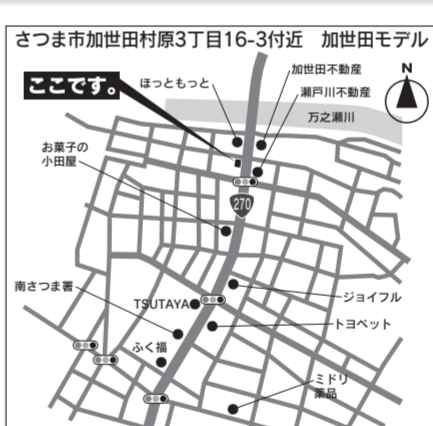 さつま市加世田村原3丁目16-3付近 加世田モデル
ここです。
ほっともっと
加世田不動産
瀬戸川不動産
N
万之瀬川
お菓子の
小田屋
270
南さつま署
TSUTAYA
ジョイフル
トヨペット
ふく福
ミドリ
薬品